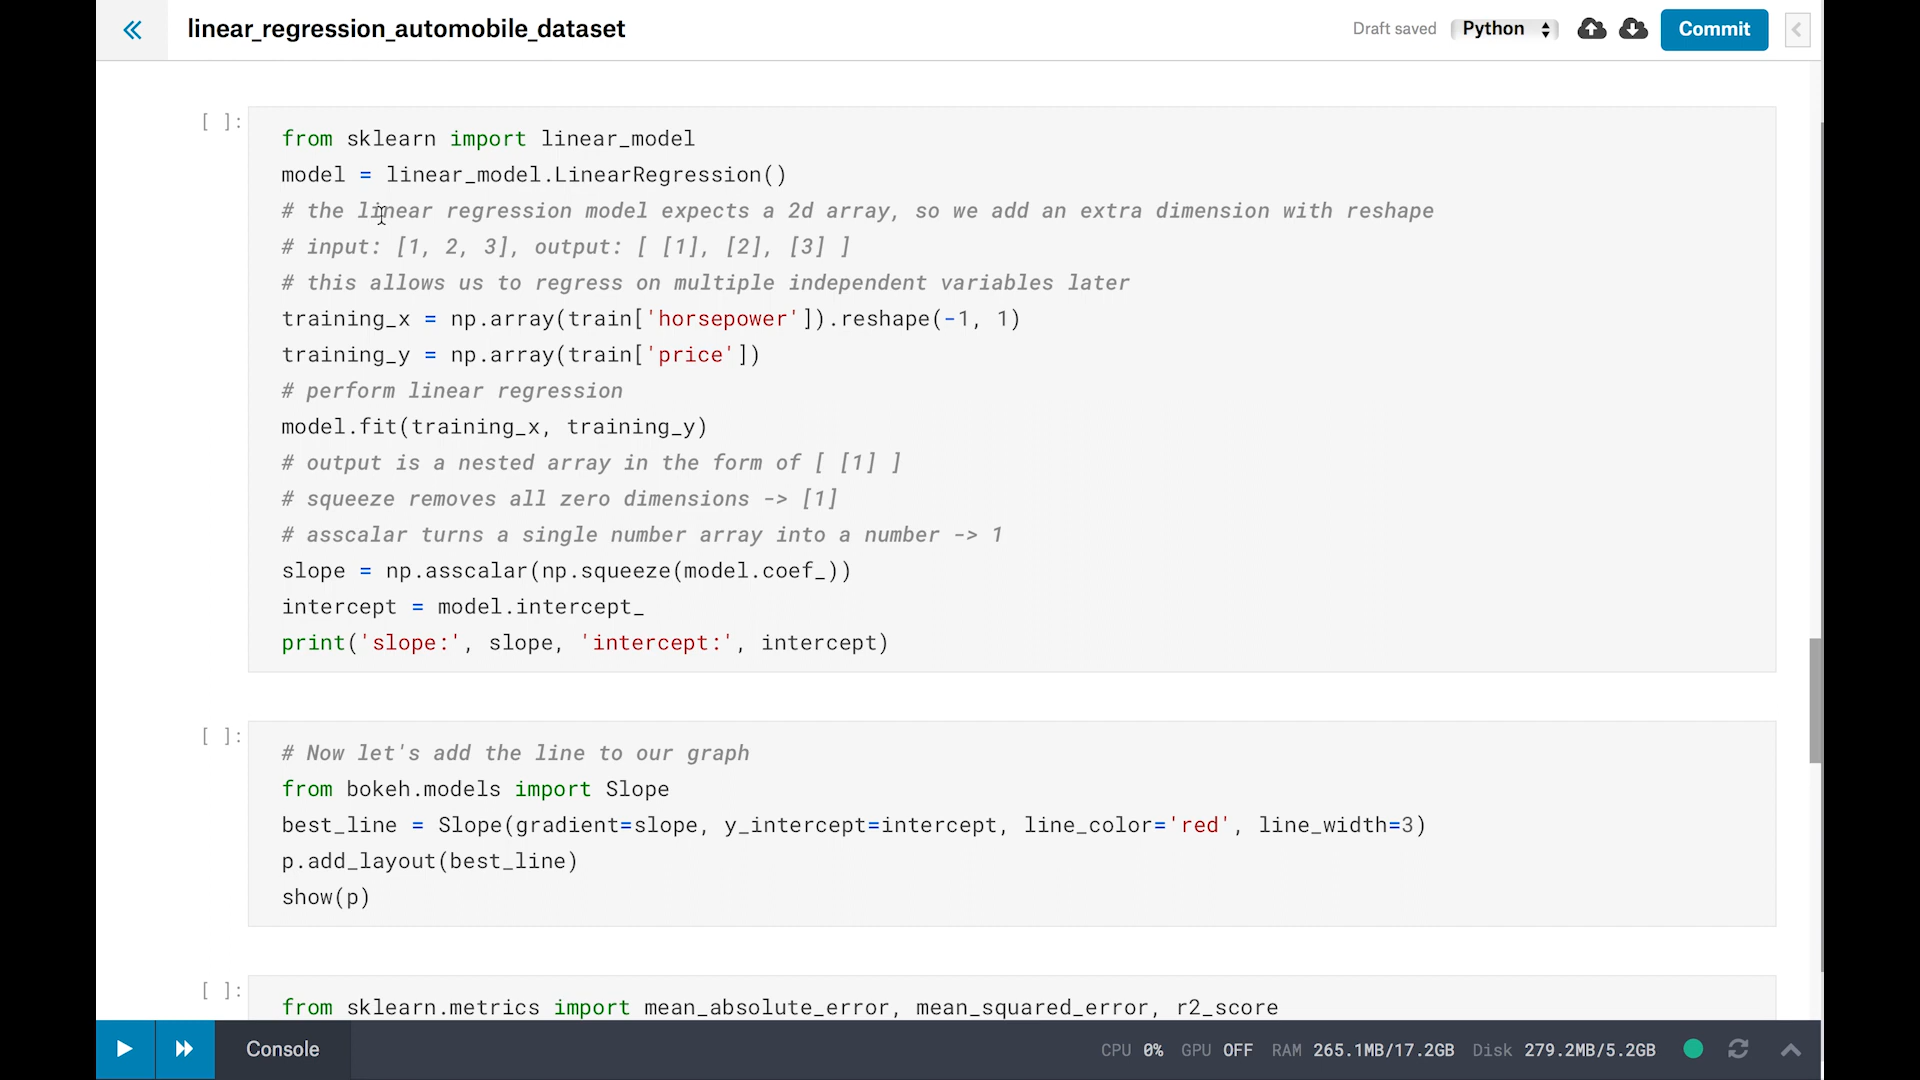 linear_regression_automobile_dataset
Draft saved
Python
Commit
[ ]:
from sklearn import linear_model
model = linear_model.LinearRegression()
# the linear regression model expects a 2d array, so we add an extra dimension with reshape
# input: [1, 2, 3], output: [ [1], [2], [3] ]
# this allows us to regress on multiple independent variables later
training_x = np.array(train['horsepower']).reshape(-1, 1)
training_y = np.array(train['price'])
# perform linear regression
model.fit(training_x, training_y)
# output is a nested array in the form of [ [1] ]
# squeeze removes all zero dimensions -> [1]
# asscalar turns a single number array into a number -> 1
slope = np.asscalar(np.squeeze(model.coef_))
intercept = model.intercept_
print('slope:', slope, 'intercept:', intercept)
[ ]:
# Now let's add the line to our graph
from bokeh.models import Slope
best_line = Slope(gradient=slope, y_intercept=intercept, line_color='red', line_width=3)
p.add_layout(best_line)
show(p)
[ ]:
from sklearn.metrics import mean_absolute_error, mean_squared_error, r2_score
Console
CPU 0% GPU OFF RAM 265.1MB/17.2GB Disk 279.2MB/5.2GB